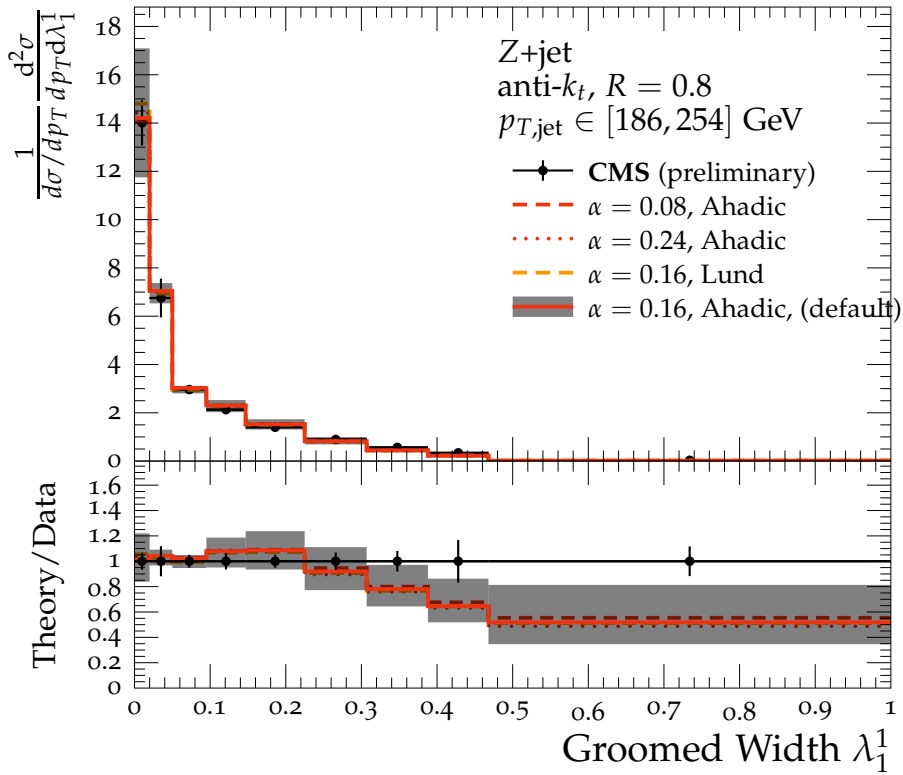 1/(dσ/dp_T) d²σ/(dp_T dλ₁¹)
18
16
14
12
10
8
6
4
2
0
Z+jet
anti-k_t, R = 0.8
p_T,jet ∈ [186, 254] GeV
CMS (preliminary)
α = 0.08, Ahadic
α = 0.24, Ahadic
α = 0.16, Lund
α = 0.16, Ahadic, (default)
Theory/Data
1.6
1.4
1.2
1
0.8
0.6
0.4
0.2
0
0 0.1 0.2 0.3 0.4 0.5 0.6 0.7 0.8 0.9 1
Groomed Width λ₁¹